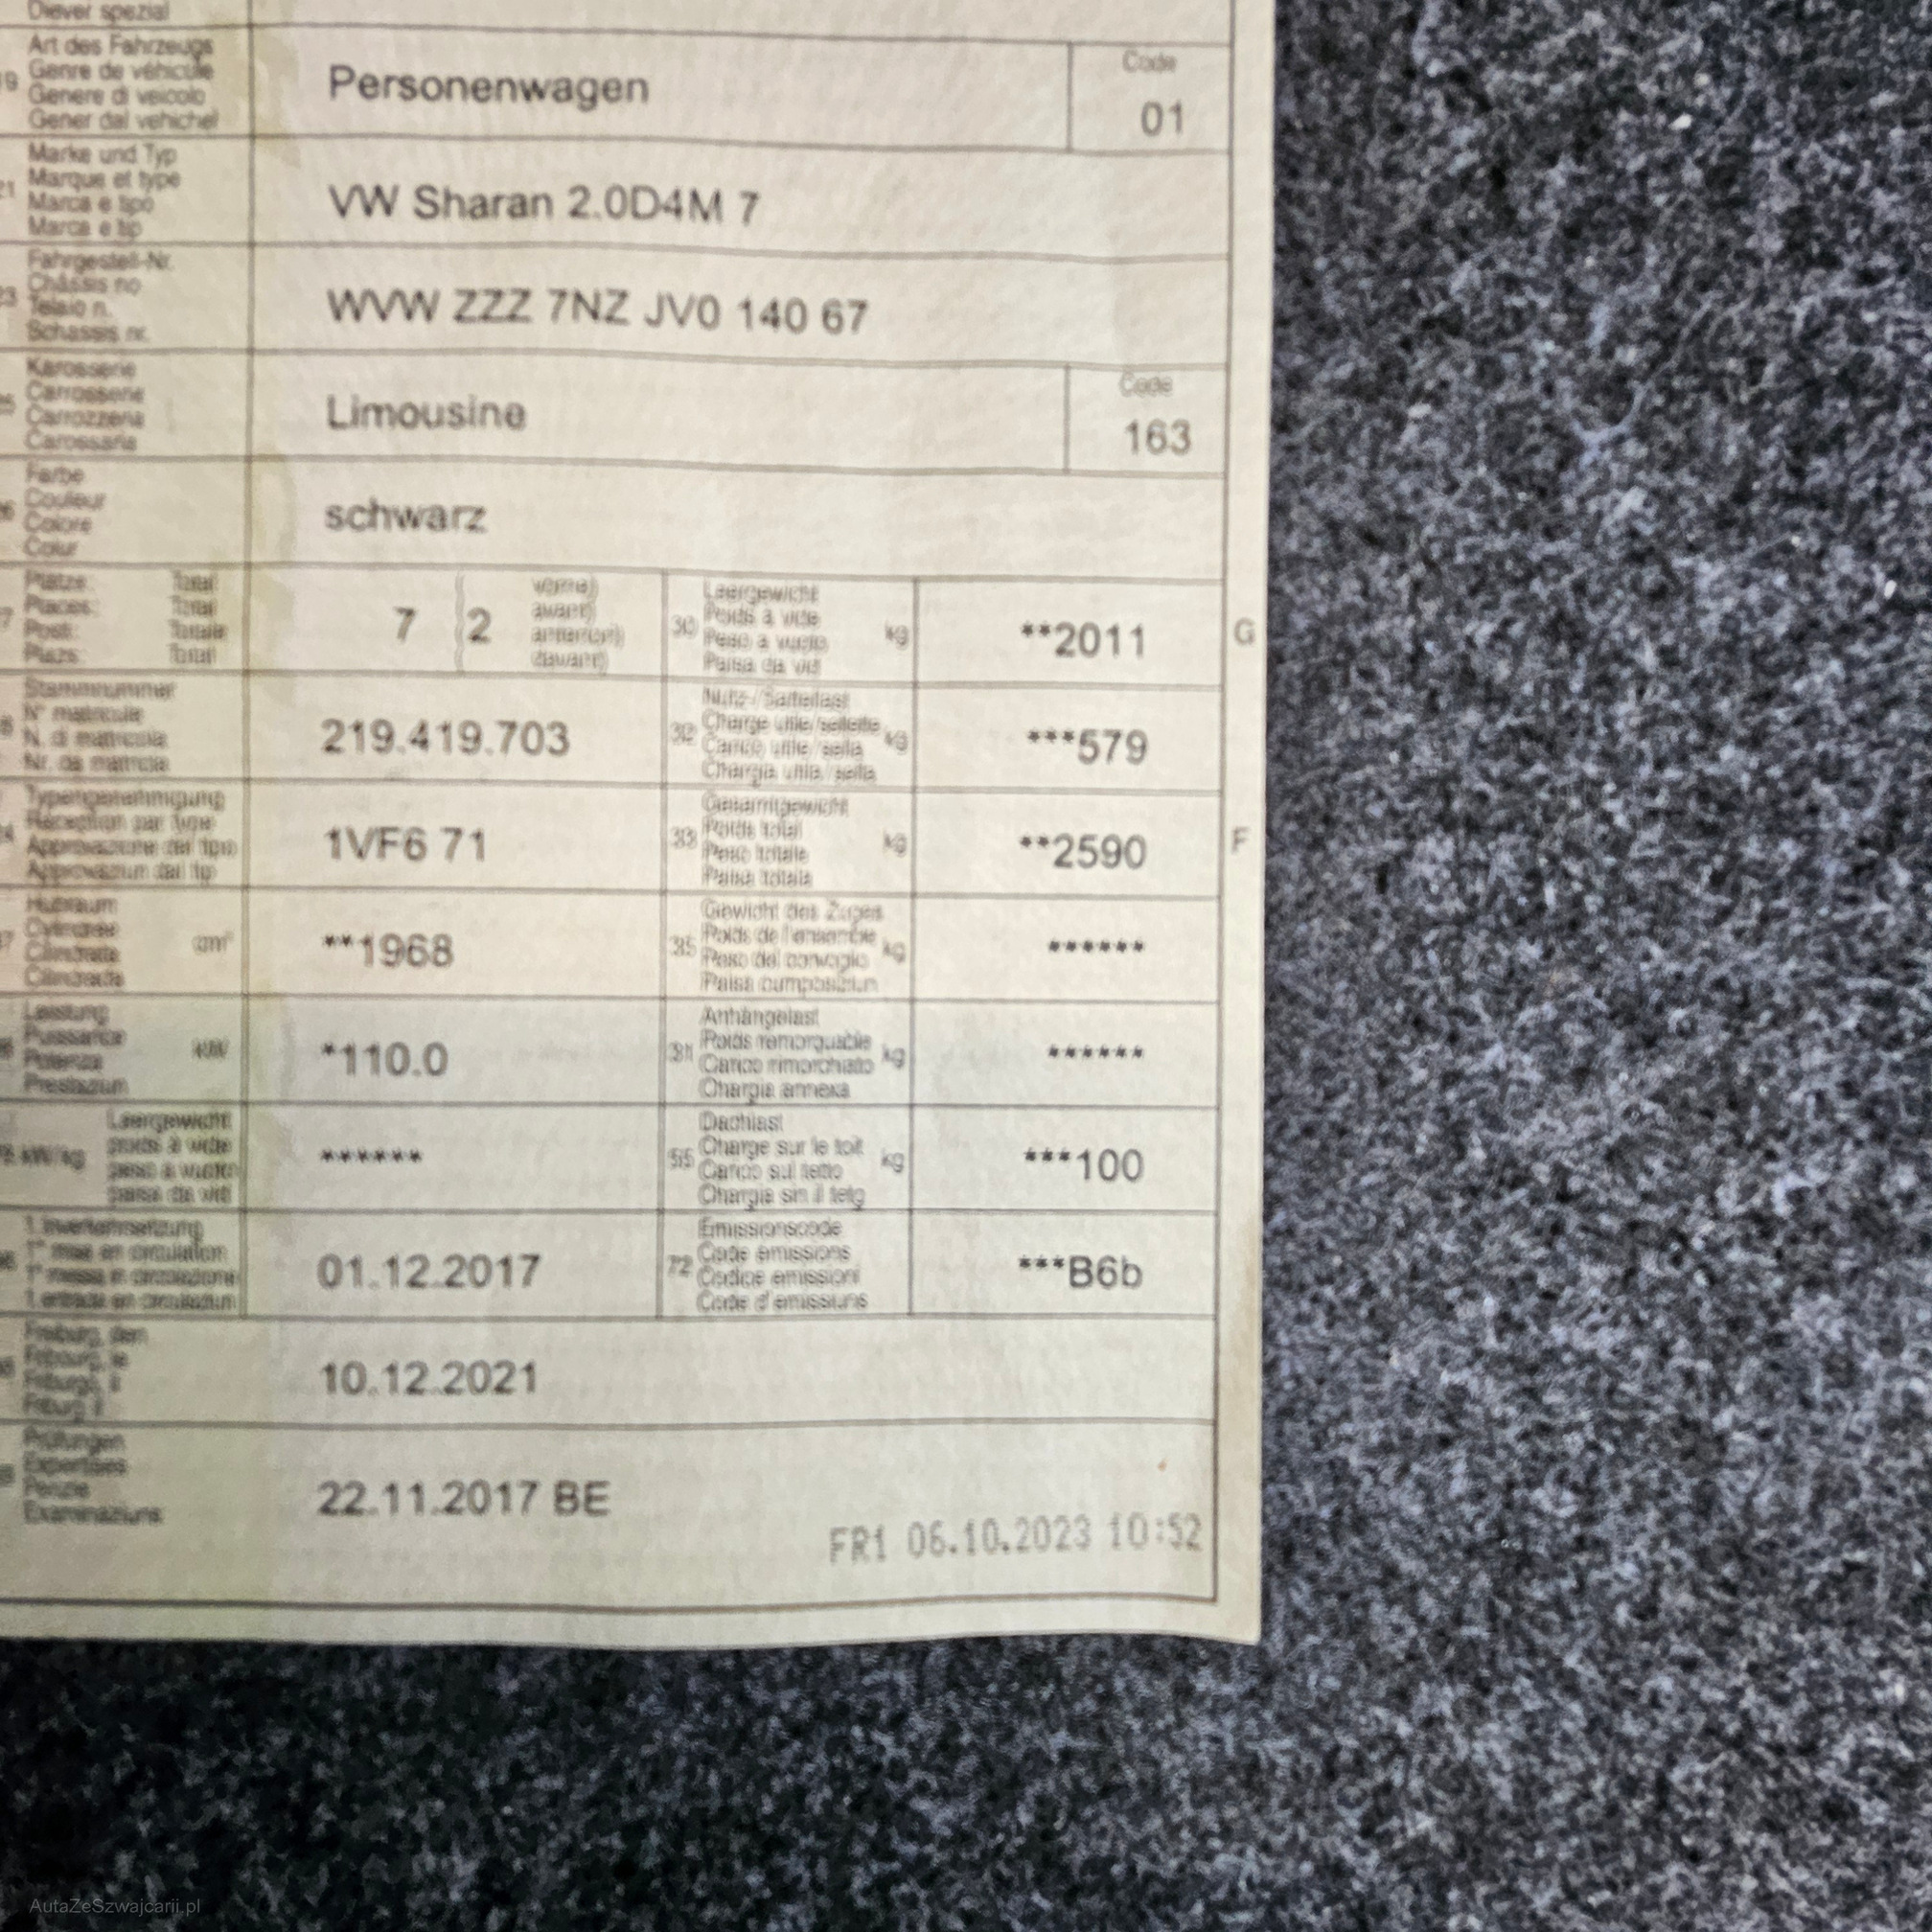 Diever spezial
19 Art des Fahrzeugs
Genre de véhicule
Genere di veicolo
Gener dal vehichel
Personenwagen
Code
01
21 Marke und Typ
Marque et type
Marca e tipo
Marca e tip
VW Sharan 2.0D4M 7
23 Fahrgestell-Nr.
Châssis no
Telaio n.
Schassis nr.
WVW ZZZ 7NZ JV0 140 67
Karosserie
Carrosserie
Carrozzeria
Carossaria
Limousine
Code
163
Farbe
Couleur
Colore
Colur
schwarz
Plätze: Total
Places: Total
Posti: Totale
Plazs: Total
7 (2 vorne)
avant)
anteriori)
davant)
30 Leergewicht
Poids à vide
Peso a vuoto
Paisa da vid
kg
**2011
G
Stammnummer
N° matricule
N. di matricola
Nr. da matricla
219.419.703
32 Nutz-/Sattellast
Charge utile/sellette
Carico utile/sella
Chargia utila/sella
kg
***579
Typengenehmigung
Réception par type
Approvazione del tipo
Approvaziun dal tip
1VF6 71
33 Gesamtgewicht
Poids total
Peso totale
Paisa totala
kg
**2590
F
Hubraum
Cylindrée
Cilindrata
Cilindrada
cm³
**1968
35 Gewicht des Zuges
Poids de l'ensemble
Peso del convoglio
Paisa cumposiziun
kg
******
Leistung
Puissance
Potenza
Prestaziun
kW
*110.0
31 Anhängelast
Poids remorquable
Carico rimorchiato
Chargia annexa
kg
******
kW/kg
Leergewicht
poids à vide
peso a vuoto
paisa da vid
******
55 Dachlast
Charge sur le toit
Carico sul tetto
Chargia sin il tetg
kg
***100
1. Inverkehrsetzung
1re mise en circulation
1a messa in circolazione
1. entrada en circulaziun
01.12.2017
72 Emissionscode
Code émissions
Codice emissioni
Code d'emissiuns
***B6b
Freiburg, den
Fribourg, le
Friburgo, il
Friburg, il
10.12.2021
Prüfungen
Expertises
Perizie
Examinaziuns
22.11.2017 BE
FR1 06.10.2023 10:52
AutaZeSzwajcarii.pl